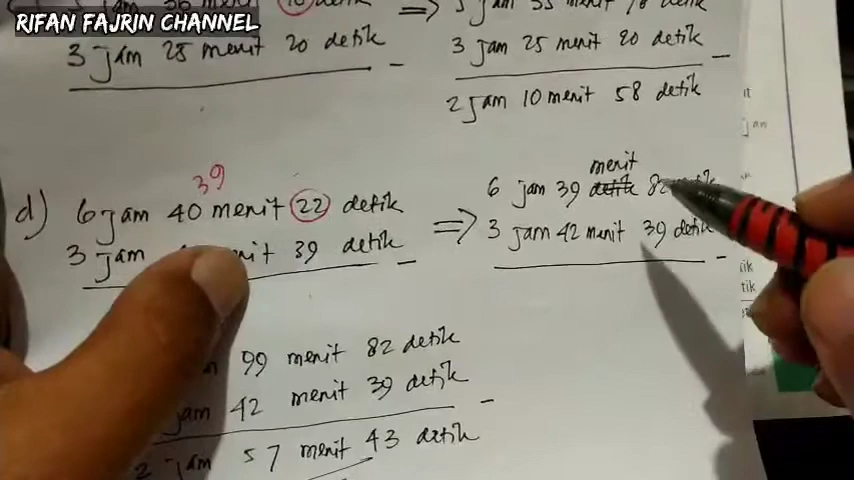 RIFAN FAJRIN CHANNEL
3 jam 25 menit 20 detik
3 jam 25 menit 20 detik
2 jam 10 menit 58 detik
39
menit
d) 6 jam 40 menit 22 detik
⇒ 6 jam 39 detik 82
3 jam 39 detik
3 jam 42 menit 39 detik
99 menit 82 detik
jam 42 menit 39 detik
2 jam 57 menit 43 detik